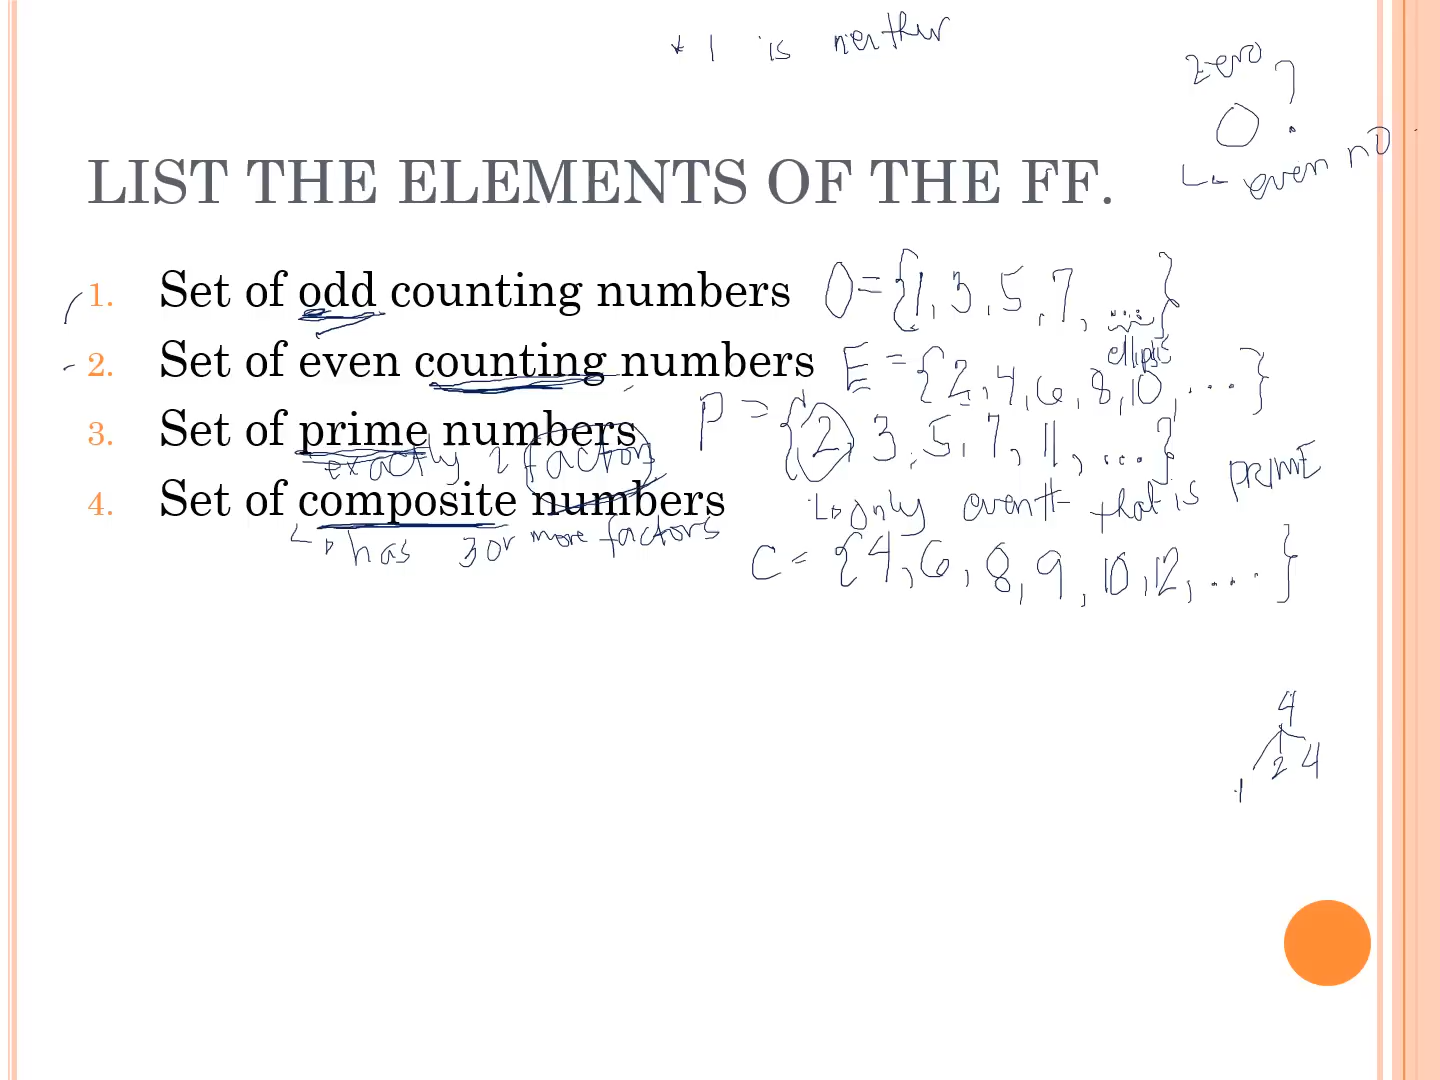 * 1 is neither
zero
0 ?
↳ even no
LIST THE ELEMENTS OF THE FF.
1. Set of odd counting numbers O = {1, 3, 5, 7, ...}
ellipsis
2. Set of even counting numbers E = {2, 4, 6, 8, 10, ...}
3. Set of prime numbers P = {2, 3, 5, 7, 11, ...}
exactly 2 factors
↳ only even # that is PRIME
4. Set of composite numbers
↳ has 3 or more factors
C = {4, 6, 8, 9, 10, 12, ...}
4
1 2 4